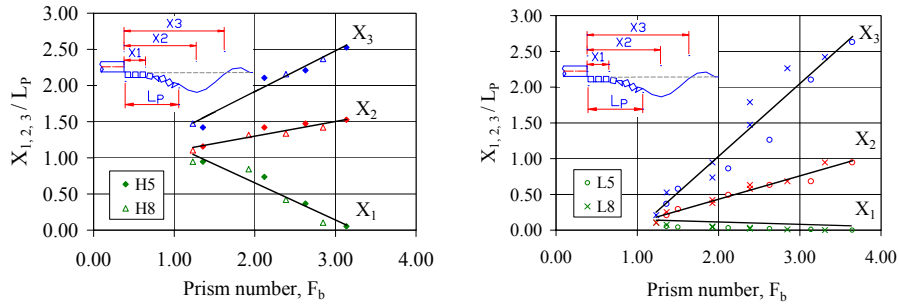 X1, 2, 3 / LP
3.00
2.50
2.00
1.50
1.00
0.50
0.00
X3
X2
X1
LP
X3
X2
X1
H5
H8
0.00 1.00 2.00 3.00 4.00
Prism number, Fb
X1, 2, 3 / LP
3.00
2.50
2.00
1.50
1.00
0.50
0.00
X3
X2
X1
LP
X3
X2
X1
L5
L8
0.00 1.00 2.00 3.00 4.00
Prism number, Fb